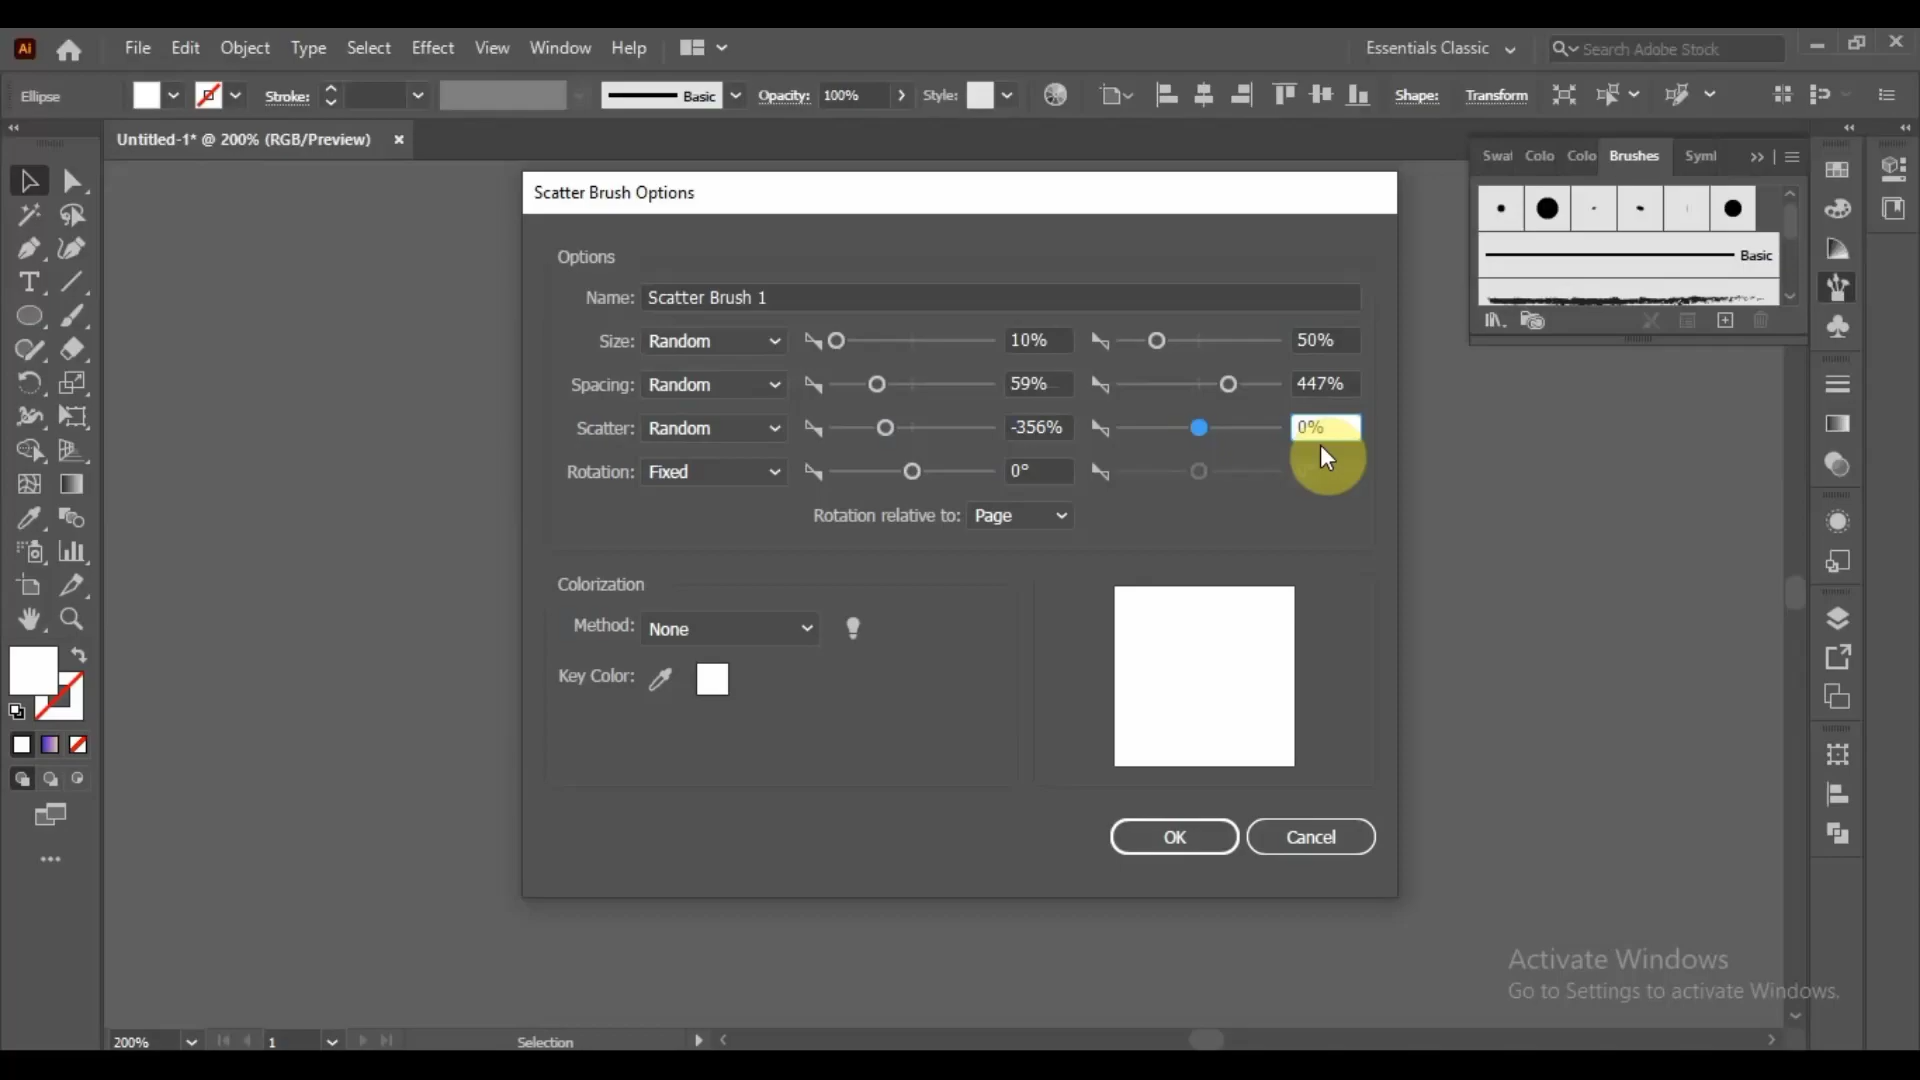 Ai File Edit Object Type Select Effect View Window Help Essentials Classic Search Adobe Stock
Ellipse Stroke: Basic Opacity: 100% Style: Shape: Transform
Untitled-1* @ 200% (RGB/Preview)
Swal Colo Colo Brushes Symł
Basic
Scatter Brush Options
Options
Name: Scatter Brush 1
Size: Random 10% 50%
Spacing: Random 59% 447%
Scatter: Random -356% 0%
Rotation: Fixed 0°
Rotation relative to: Page
Colorization
Method: None
Key Color:
OK Cancel
Activate Windows
Go to Settings to activate Windows.
200% 1 Selection